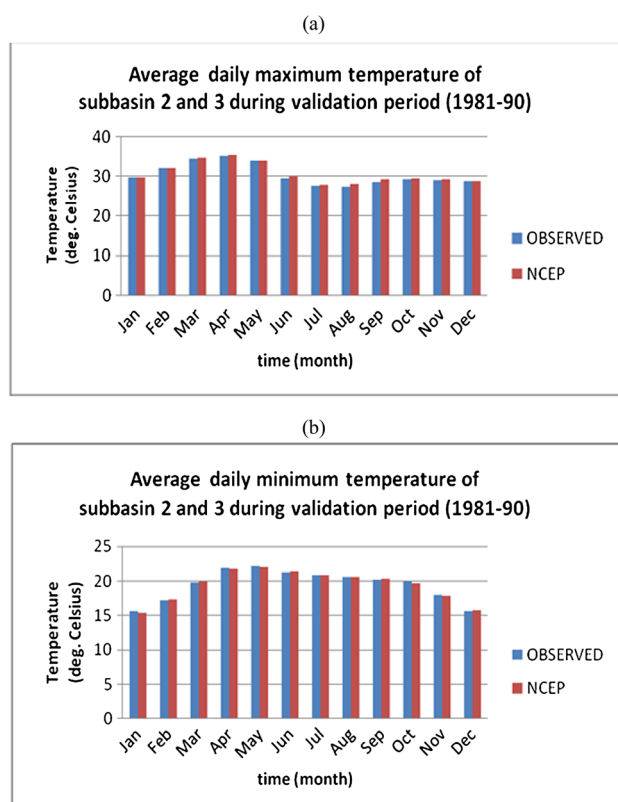 (a)
Average daily maximum temperature of
subbasin 2 and 3 during validation period (1981-90)
40
30
20
10
0
Temperature
(deg. Celsius)
Jan Feb Mar Apr May Jun Jul Aug Sep Oct Nov Dec
time (month)
OBSERVED
NCEP
(b)
Average daily minimum temperature of
subbasin 2 and 3 during validation period (1981-90)
25
20
15
10
5
0
Temperature
(deg. Celsius)
Jan Feb Mar Apr May Jun Jul Aug Sep Oct Nov Dec
time (month)
OBSERVED
NCEP